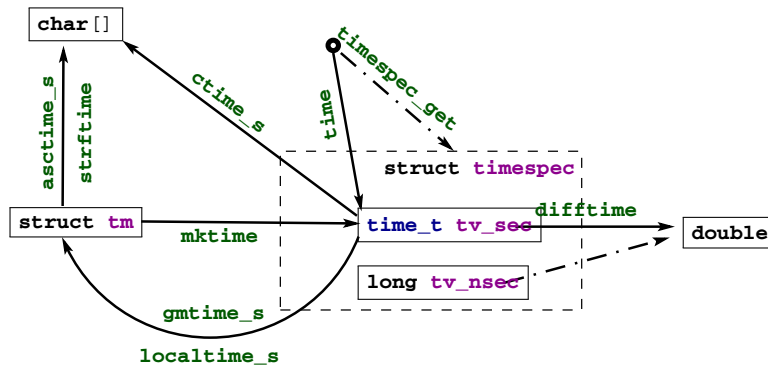 char[]
timespec_get
ctime_s
time
asctime_s
strftime
struct timespec
struct tm
mktime
time_t tv_sec
difftime
double
long tv_nsec
gmtime_s
localtime_s